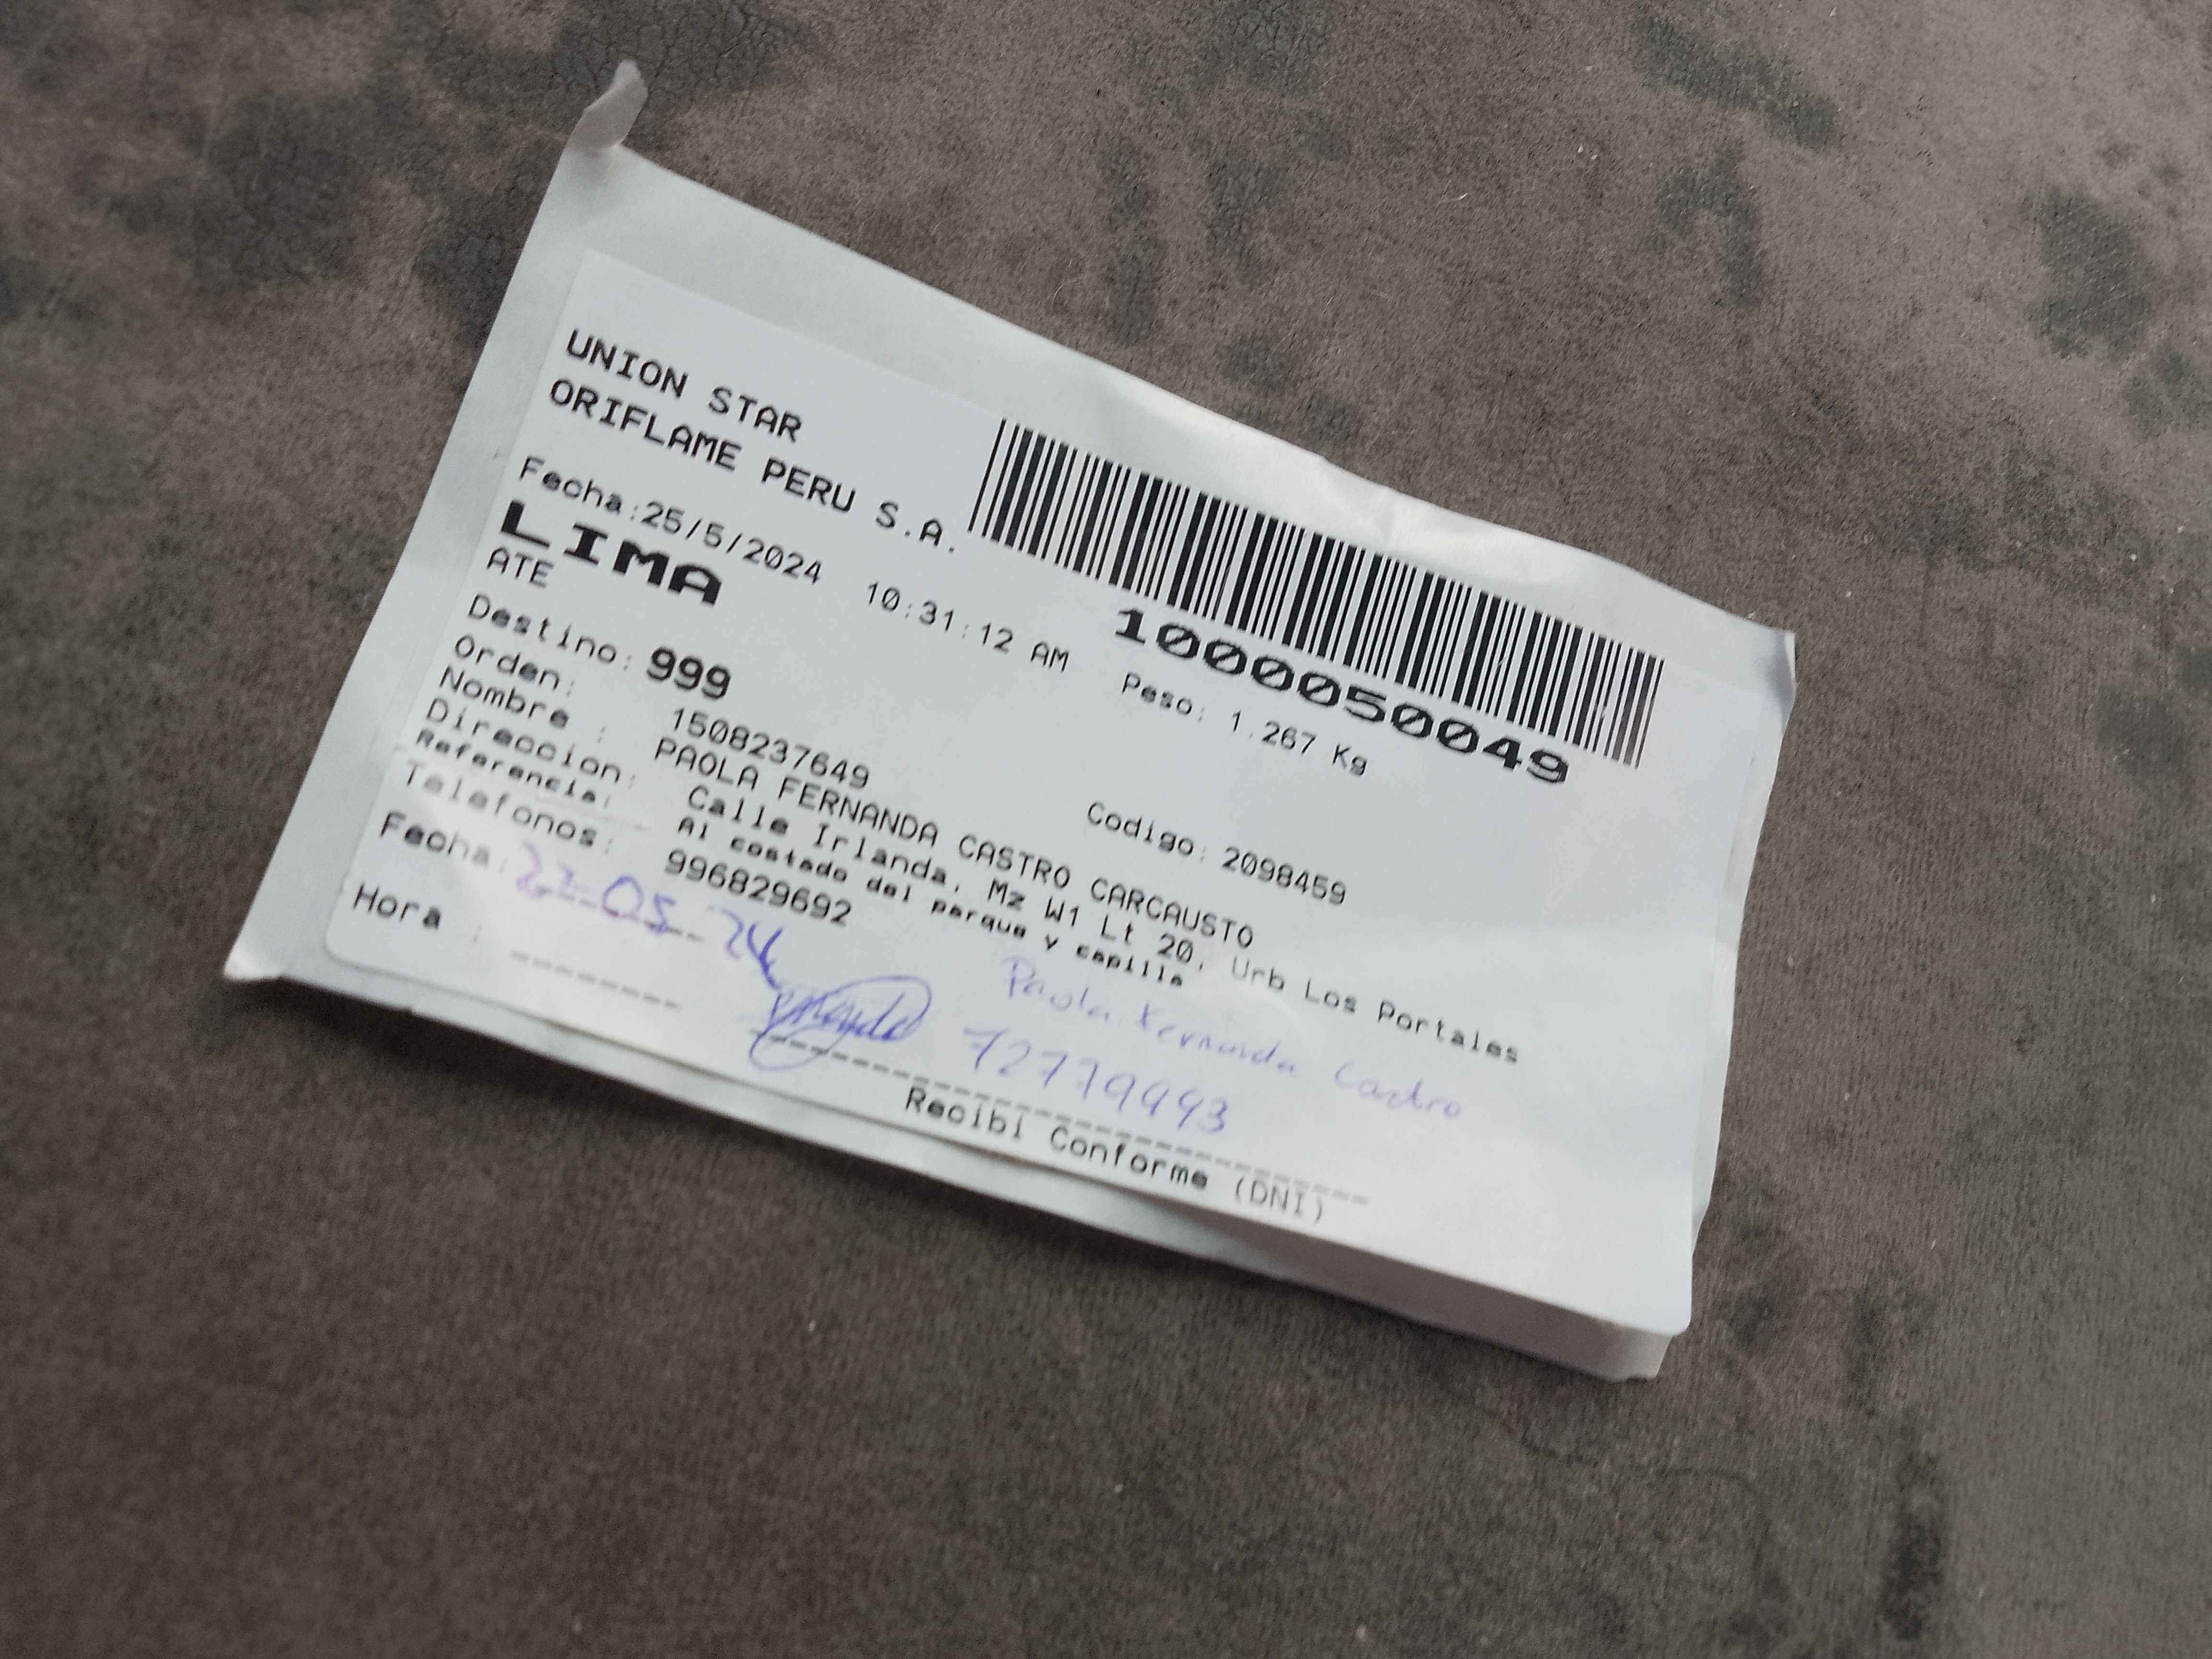 UNION STAR
ORIFLAME PERU S.A.
Fecha:25/5/2024 10:31:12 AM
1000050049
LIMA
Peso: 1.267 Kg
ATE
Destino: 999
Orden: 1508237649 Codigo: 2098459
Nombre : PAOLA FERNANDA CASTRO CARCAUSTO
Direccion: Calle Irlanda, Mz W1 Lt 20, Urb Los Portales
Referencia: Al costado del parque y capilla
Telefonos: 996829692
Fecha: -05-24
Paola Fernanda Castro
Hora :
72779993
Recibi Conforme (DNI)